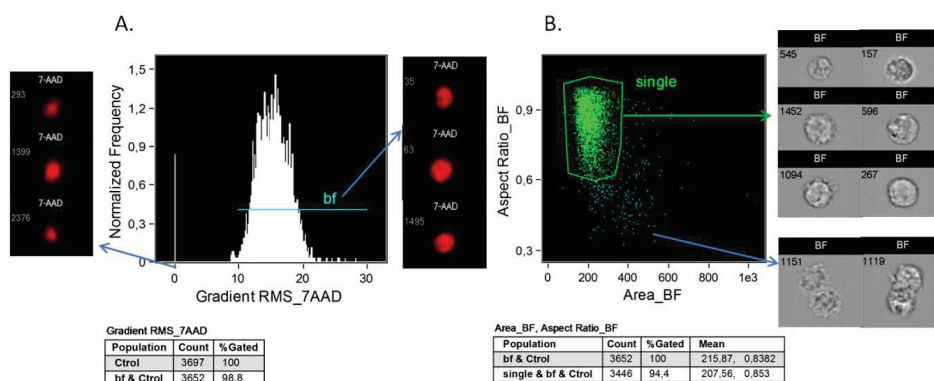 A.
B.
7-AAD
293
7-AAD
1399
7-AAD
2376
Normalized Frequency
1,5
1,2
0,9
0,6
0,3
0
bf
0 10 20 30
Gradient RMS_7AAD
7-AAD
35
7-AAD
63
7-AAD
1495
Gradient RMS_7AAD
Population Count %Gated
Ctrol 3697 100
bf & Ctrol 3652 98,8
Aspect Ratio_BF
0,9
0,6
0,3
single
0 200 400 600 1e3
Area_BF
BF BF
545 157
1452 596
1094 267
BF BF
1151 1119
Area_BF, Aspect Ratio_BF
Population Count %Gated Mean
bf & Ctrol 3652 100 215,87, 0,8382
single & bf & Ctrol 3446 94,4 207,56, 0,853